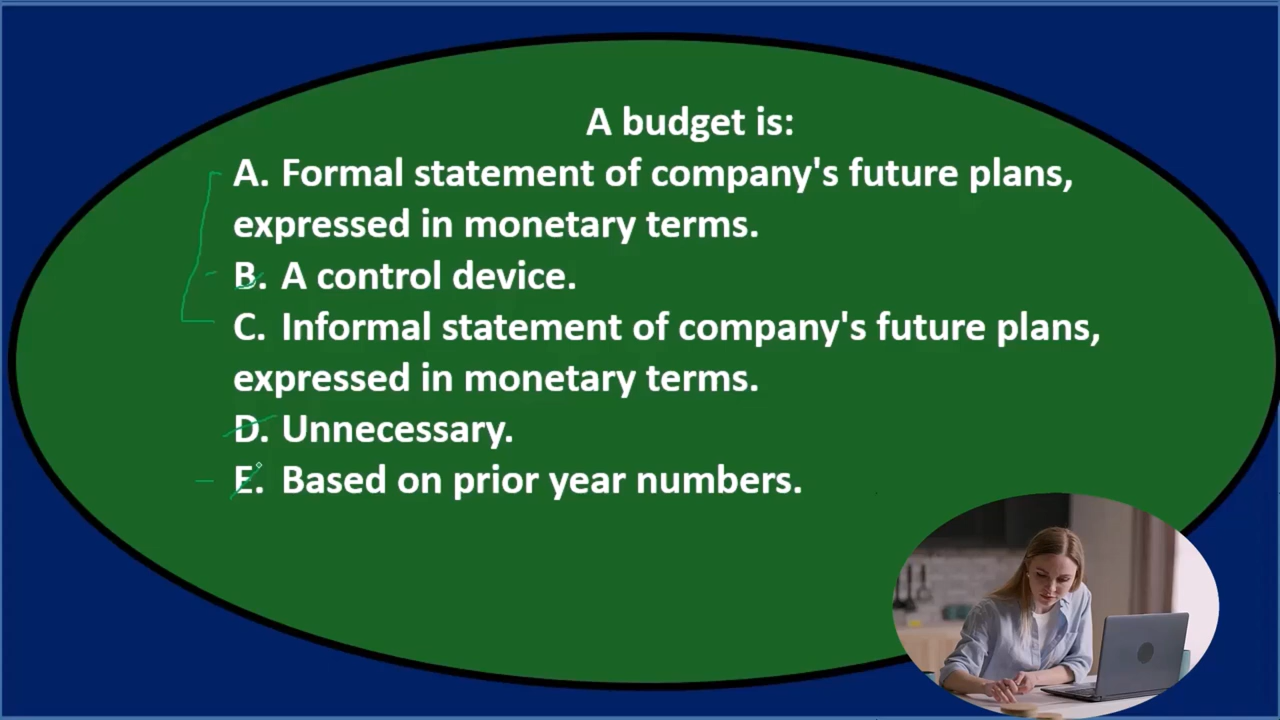 A budget is:
A. Formal statement of company's future plans,
expressed in monetary terms.
B. A control device.
C. Informal statement of company's future plans,
expressed in monetary terms.
D. Unnecessary.
E. Based on prior year numbers.